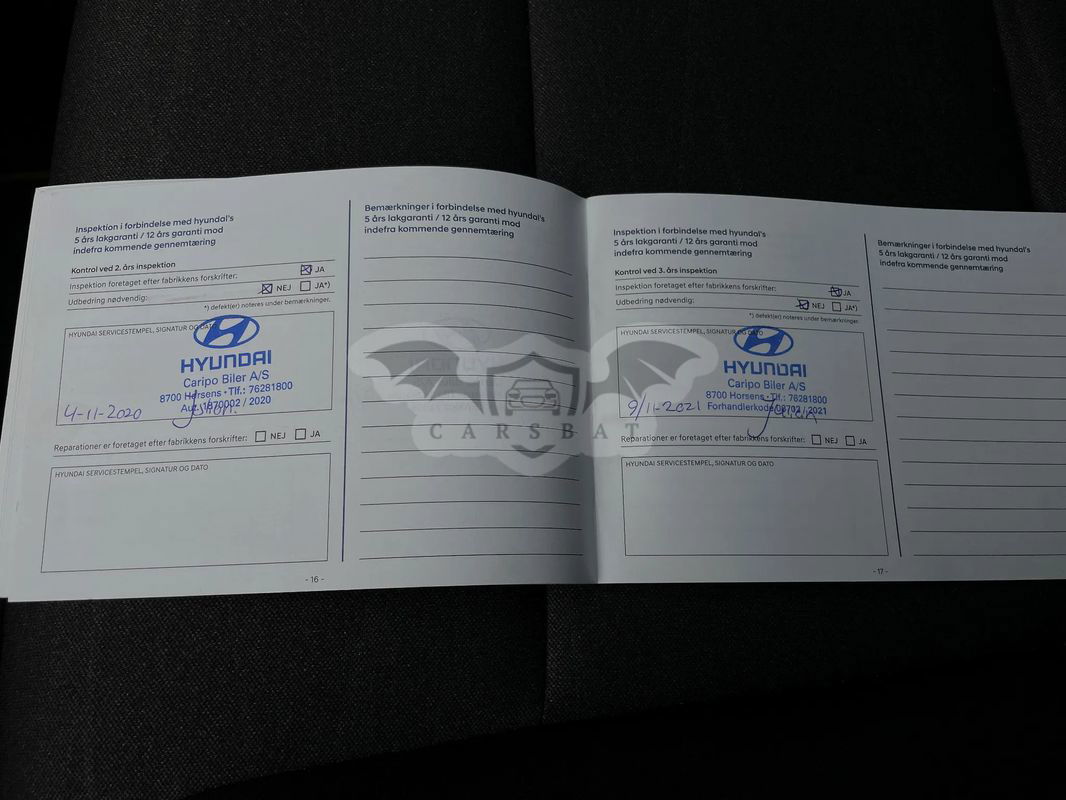 Inspektion i forbindelse med hyundai's
5 års lakgaranti / 12 års garanti mod
indefra kommende gennemtæring
Kontrol ved 2. års inspektion
Inspektion foretaget efter fabrikkens forskrifter: JA
Udbedring nødvendig: NEJ JA*)
*) defekt(er) noteres under bemærkninger.
HYUNDAI SERVICESTEMPEL, SIGNATUR OG DATO
HYUNDAI
Caripo Biler A/S
8700 Horsens · Tlf.: 76281800
Aut. 1870002 / 2020
4-11-2020
Reparationer er foretaget efter fabrikkens forskrifter: NEJ JA
HYUNDAI SERVICESTEMPEL, SIGNATUR OG DATO
- 16 -
Bemærkninger i forbindelse med hyundai's
5 års lakgaranti / 12 års garanti mod
indefra kommende gennemtæring
CARSBAT
Inspektion i forbindelse med hyundai's
5 års lakgaranti / 12 års garanti mod
indefra kommende gennemtæring
Kontrol ved 3. års inspektion
Inspektion foretaget efter fabrikkens forskrifter: JA
Udbedring nødvendig: NEJ JA*)
*) defekt(er) noteres under bemærkninger.
HYUNDAI SERVICESTEMPEL, SIGNATUR OG DATO
HYUNDAI
Caripo Biler A/S
8700 Horsens · Tlf.: 76281800
Forhandlerkode 08702 / 2021
9/11-2021
Reparationer er foretaget efter fabrikkens forskrifter: NEJ JA
HYUNDAI SERVICESTEMPEL, SIGNATUR OG DATO
- 17 -
Bemærkninger i forbindelse med hyundai's
5 års lakgaranti / 12 års garanti mod
indefra kommende gennemtæring